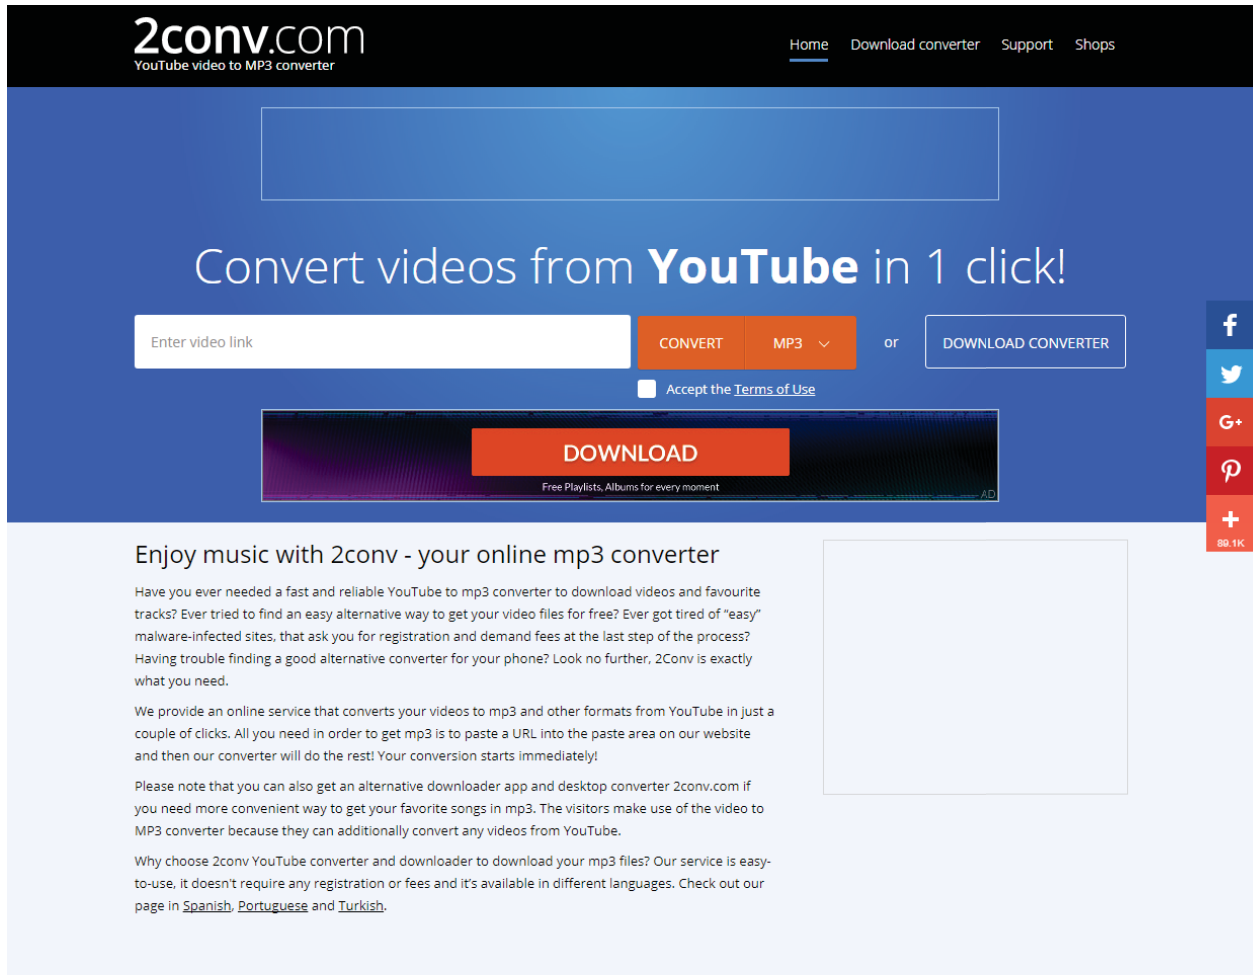 2conv.com
YouTube video to MP3 converter
Home Download converter Support Shops
Convert videos from YouTube in 1 click!
Enter video link CONVERT MP3 or DOWNLOAD CONVERTER
Accept the Terms of Use
DOWNLOAD
Free Playlists, Albums for every moment
AD
f
G+
+
89.1K
Enjoy music with 2conv - your online mp3 converter
Have you ever needed a fast and reliable YouTube to mp3 converter to download videos and favourite
tracks? Ever tried to find an easy alternative way to get your video files for free? Ever got tired of “easy”
malware-infected sites, that ask you for registration and demand fees at the last step of the process?
Having trouble finding a good alternative converter for your phone? Look no further, 2Conv is exactly
what you need.
We provide an online service that converts your videos to mp3 and other formats from YouTube in just a
couple of clicks. All you need in order to get mp3 is to paste a URL into the paste area on our website
and then our converter will do the rest! Your conversion starts immediately!
Please note that you can also get an alternative downloader app and desktop converter 2conv.com if
you need more convenient way to get your favorite songs in mp3. The visitors make use of the video to
MP3 converter because they can additionally convert any videos from YouTube.
Why choose 2conv YouTube converter and downloader to download your mp3 files? Our service is easy-
to-use, it doesn't require any registration or fees and it’s available in different languages. Check out our
page in Spanish, Portuguese and Turkish.